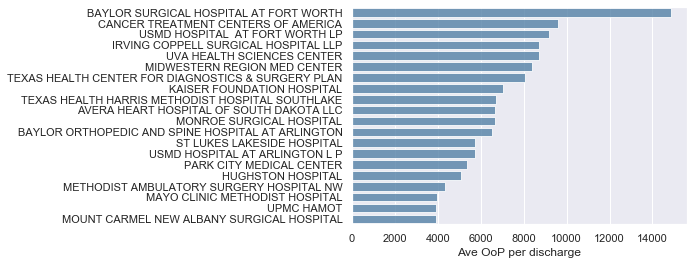 BAYLOR SURGICAL HOSPITAL AT FORT WORTH
CANCER TREATMENT CENTERS OF AMERICA
USMD HOSPITAL  AT FORT WORTH LP
IRVING COPPELL SURGICAL HOSPITAL LLP
UVA HEALTH SCIENCES CENTER
MIDWESTERN REGION MED CENTER
TEXAS HEALTH CENTER FOR DIAGNOSTICS & SURGERY PLAN
KAISER FOUNDATION HOSPITAL
TEXAS HEALTH HARRIS METHODIST HOSPITAL SOUTHLAKE
AVERA HEART HOSPITAL OF SOUTH DAKOTA LLC
MONROE SURGICAL HOSPITAL
BAYLOR ORTHOPEDIC AND SPINE HOSPITAL AT ARLINGTON
ST LUKES LAKESIDE HOSPITAL
USMD HOSPITAL AT ARLINGTON L P
PARK CITY MEDICAL CENTER
HUGHSTON HOSPITAL
METHODIST AMBULATORY SURGERY HOSPITAL NW
MAYO CLINIC METHODIST HOSPITAL
UPMC HAMOT
MOUNT CARMEL NEW ALBANY SURGICAL HOSPITAL
0 2000 4000 6000 8000 10000 12000 14000
Ave OoP per discharge